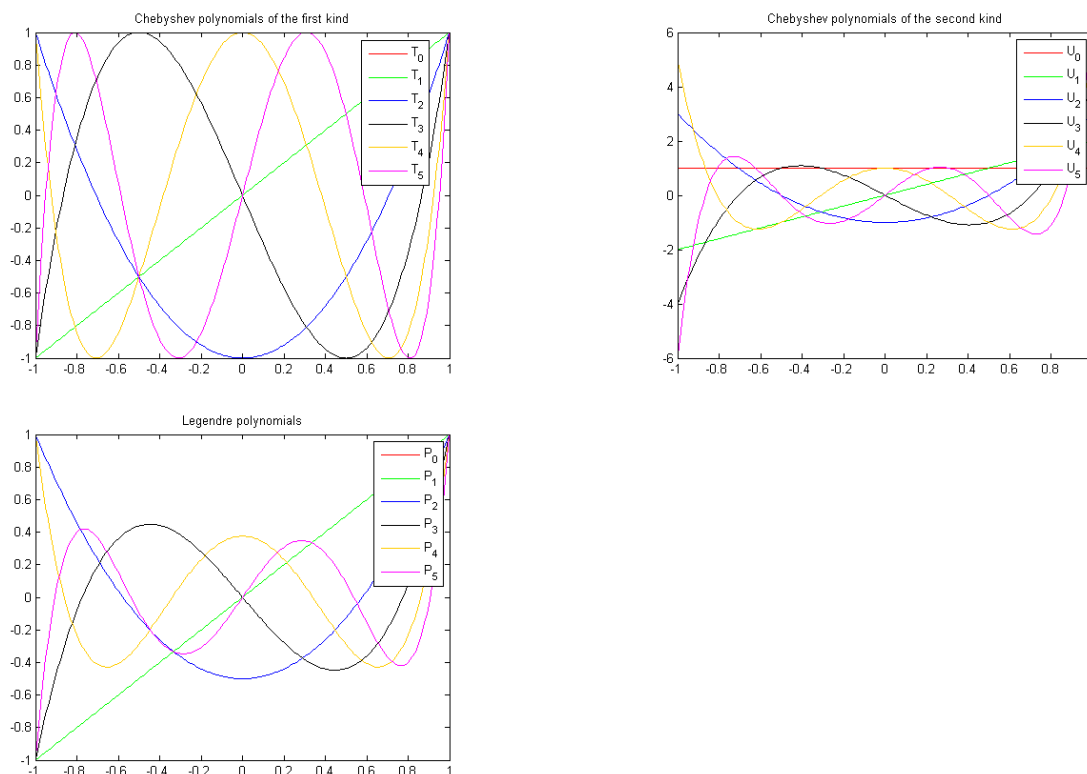 Chebyshev polynomials of the first kind
1
0.8
0.6
0.4
0.2
0
-0.2
-0.4
-0.6
-0.8
-1
-1 -0.8 -0.6 -0.4 -0.2 0 0.2 0.4 0.6 0.8 1
T0
T1
T2
T3
T4
T5
Chebyshev polynomials of the second kind
6
4
2
0
-2
-4
-6
-1 -0.8 -0.6 -0.4 -0.2 0 0.2 0.4 0.6 0.8
U0
U1
U2
U3
U4
U5
Legendre polynomials
1
0.8
0.6
0.4
0.2
0
-0.2
-0.4
-0.6
-0.8
-1
-1 -0.8 -0.6 -0.4 -0.2 0 0.2 0.4 0.6 0.8 1
P0
P1
P2
P3
P4
P5